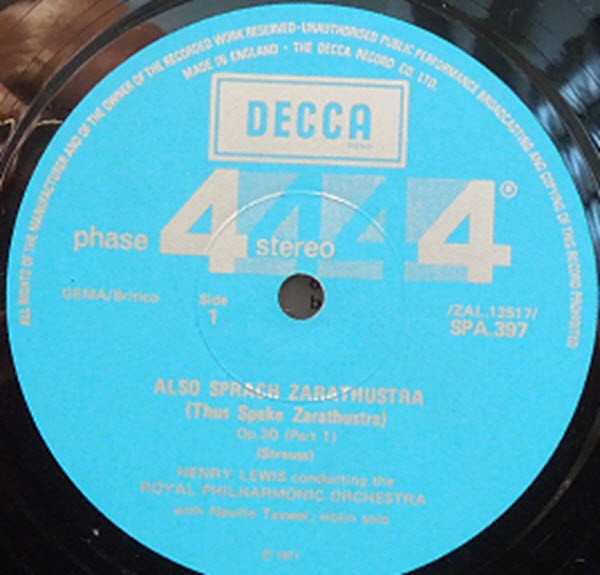 ALL RIGHTS OF THE MANUFACTURER AND OF THE OWNER OF THE RECORDED WORK RESERVED · UNAUTHORISED PUBLIC PERFORMANCE BROADCASTING AND COPYING OF THIS RECORD PROHIBITED
MADE IN ENGLAND · THE DECCA RECORD CO. LTD.
DECCA
phase 4 stereo 4 4 4 ®
GEMA/Britico
Side
1
/ZAL.13517/
SPA.397
ALSO SPRACH ZARATHUSTRA
(Thus Spake Zarathustra)
Op.30 (Part 1)
(Strauss)
HENRY LEWIS conducting the
ROYAL PHILHARMONIC ORCHESTRA
with Neville Taweel, violin solo